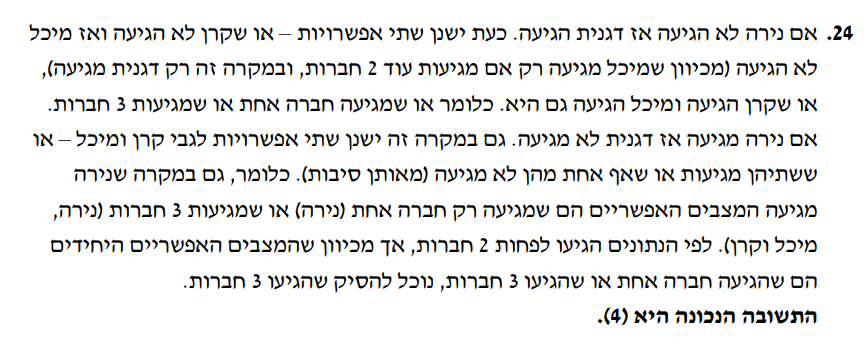 24. אם נירה לא הגיעה אז דגנית הגיעה. כעת ישנן שתי אפשרויות – או שקרן לא הגיעה ואז מיכל
לא הגיעה (מכיוון שמיכל מגיעה רק אם מגיעות עוד 2 חברות, ובמקרה זה רק דגנית מגיעה),
או שקרן הגיעה ומיכל הגיעה גם היא. כלומר או שמגיעה חברה אחת או שמגיעות 3 חברות.
אם נירה מגיעה אז דגנית לא מגיעה. גם במקרה זה ישנן שתי אפשרויות לגבי קרן ומיכל – או
ששתיהן מגיעות או שאף אחת מהן לא מגיעה (מאותן סיבות). כלומר, גם במקרה שנירה
מגיעה המצבים האפשריים הם שמגיעה רק חברה אחת (נירה) או שמגיעות 3 חברות (נירה,
מיכל וקרן). לפי הנתונים הגיעו לפחות 2 חברות, אך מכיוון שהמצבים האפשריים היחידים
הם שהגיעה חברה אחת או שהגיעו 3 חברות, נוכל להסיק שהגיעו 3 חברות.
התשובה הנכונה היא (4).